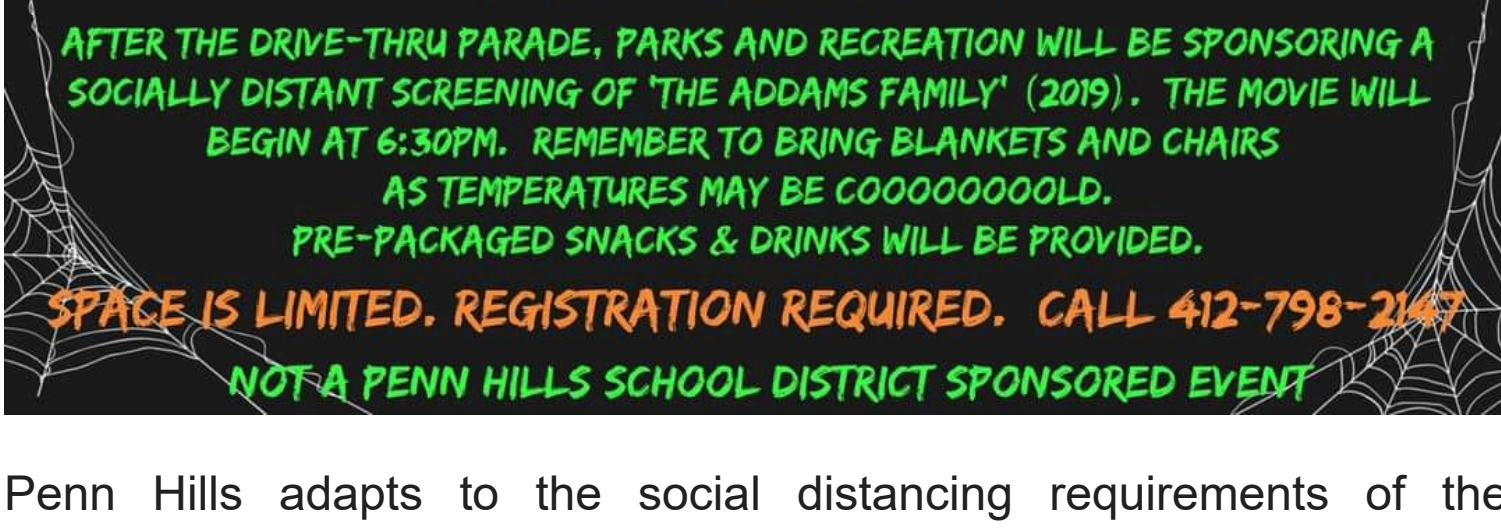 AFTER THE DRIVE-THRU PARADE, PARKS AND RECREATION WILL BE SPONSORING A
SOCIALLY DISTANT SCREENING OF 'THE ADDAMS FAMILY' (2019). THE MOVIE WILL
BEGIN AT 6:30PM. REMEMBER TO BRING BLANKETS AND CHAIRS
AS TEMPERATURES MAY BE COOOOOOOOLD.
PRE-PACKAGED SNACKS & DRINKS WILL BE PROVIDED.
SPACE IS LIMITED. REGISTRATION REQUIRED. CALL 412-798-2147
NOT A PENN HILLS SCHOOL DISTRICT SPONSORED EVENT
Penn Hills adapts to the social distancing requirements of the